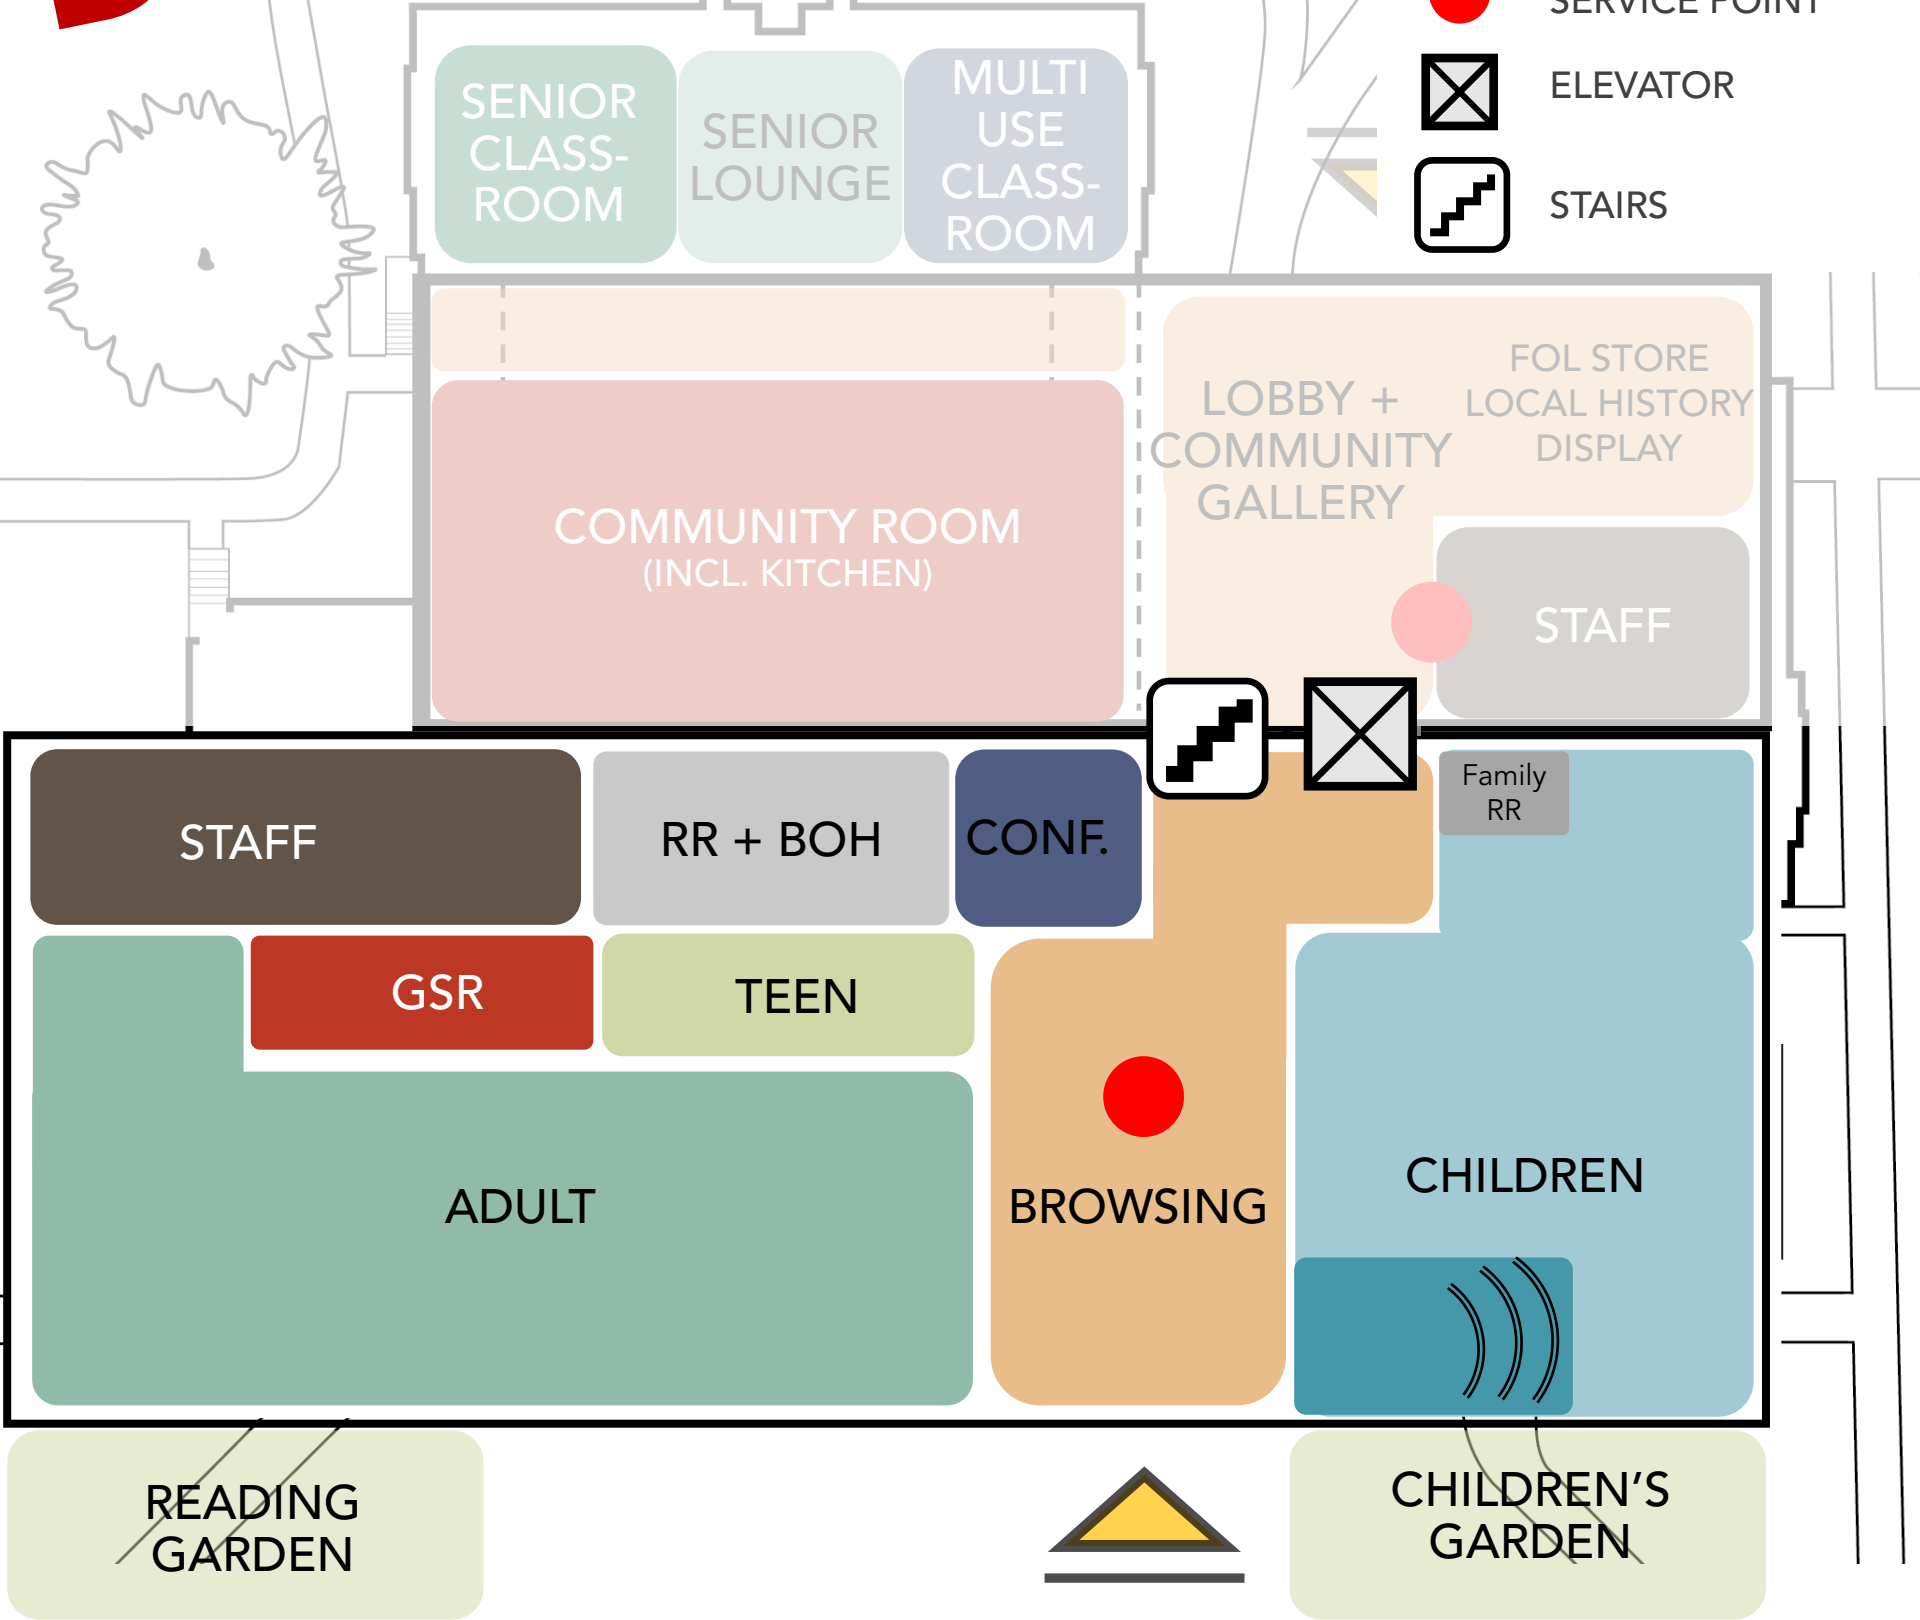 SERVICE POINT
ELEVATOR
STAIRS
SENIOR
CLASS-
ROOM
SENIOR
LOUNGE
MULTI
USE
CLASS-
ROOM
LOBBY +
COMMUNITY
GALLERY
FOL STORE
LOCAL HISTORY
DISPLAY
COMMUNITY ROOM
(INCL. KITCHEN)
STAFF
STAFF
RR + BOH
CONF.
Family
RR
GSR
TEEN
ADULT
BROWSING
CHILDREN
READING
GARDEN
CHILDREN'S
GARDEN